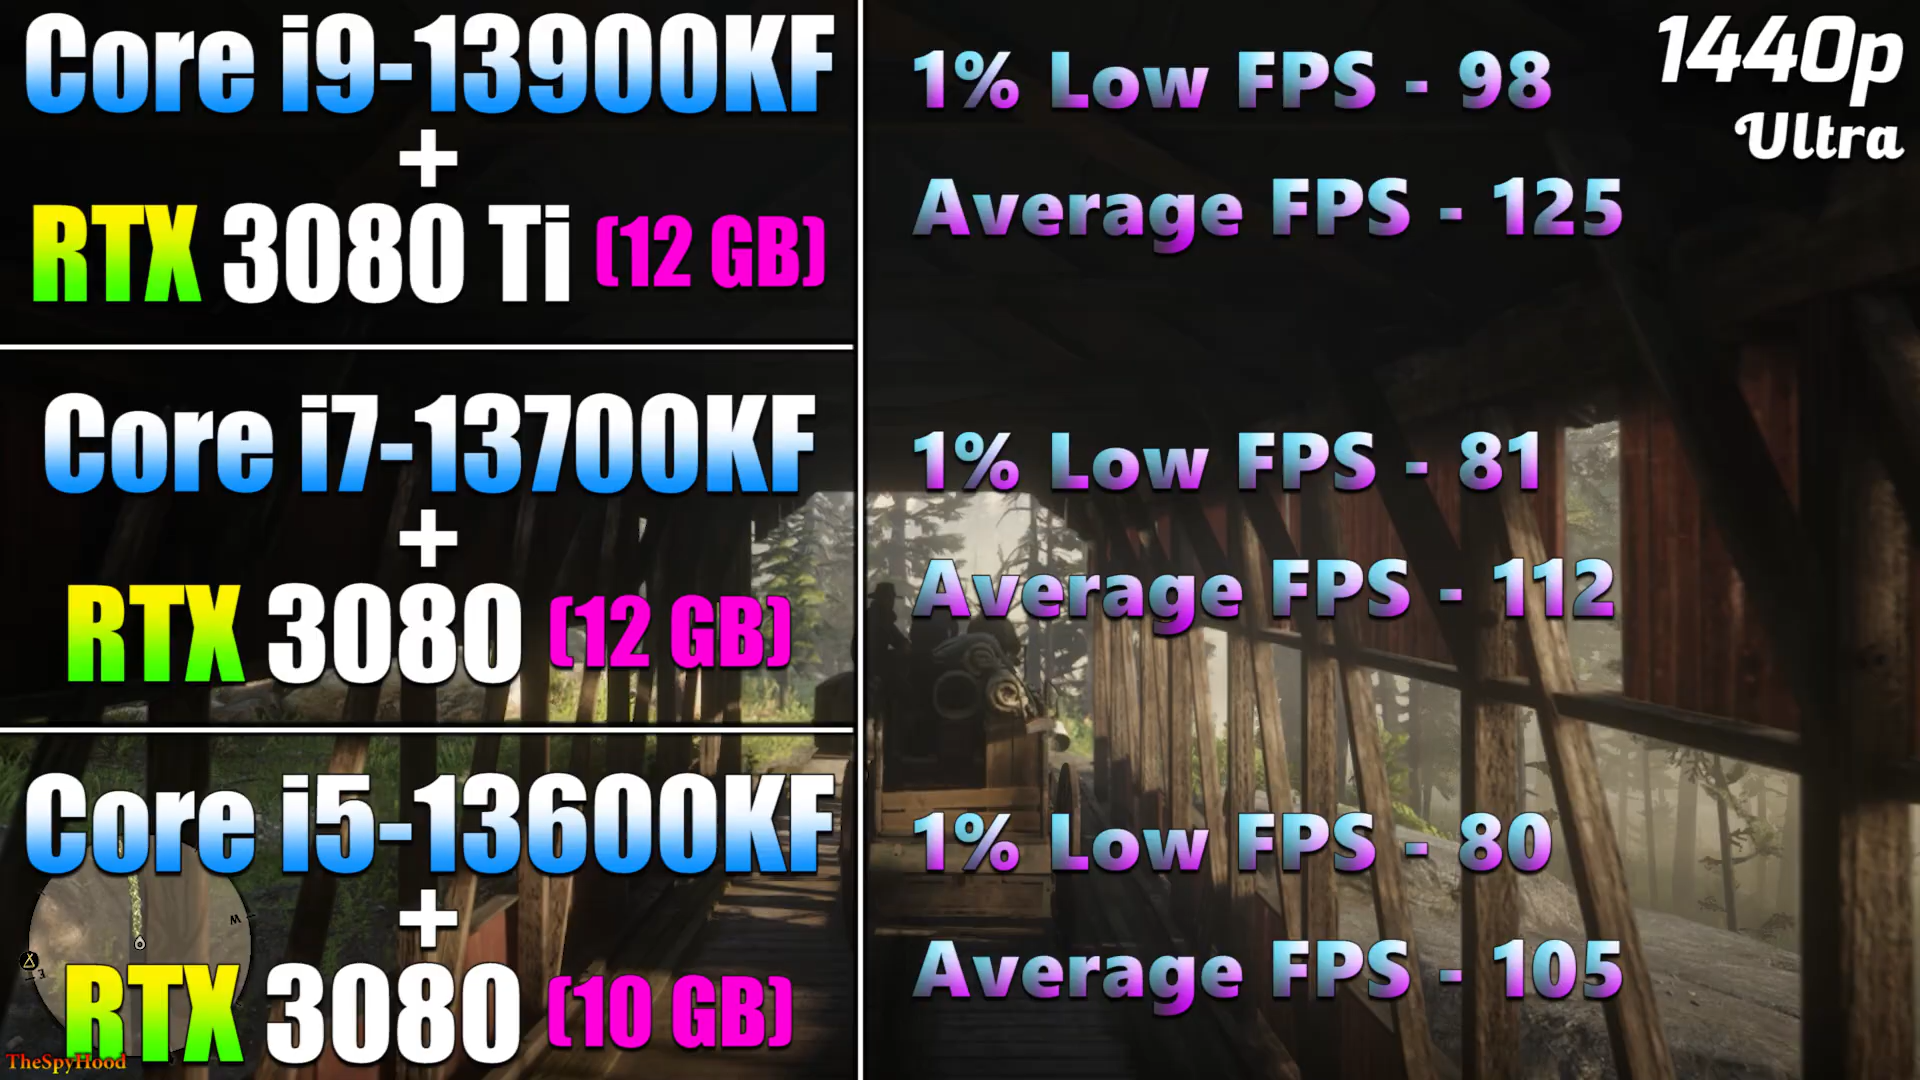 Core i9-13900KF
+
RTX 3080 Ti (12 GB)
1% Low FPS - 98
Average FPS - 125
1440p
Ultra
Core i7-13700KF
+
RTX 3080 (12 GB)
1% Low FPS - 81
Average FPS - 112
Core i5-13600KF
+
RTX 3080 (10 GB)
1% Low FPS - 80
Average FPS - 105
W
E
TheSpyHood